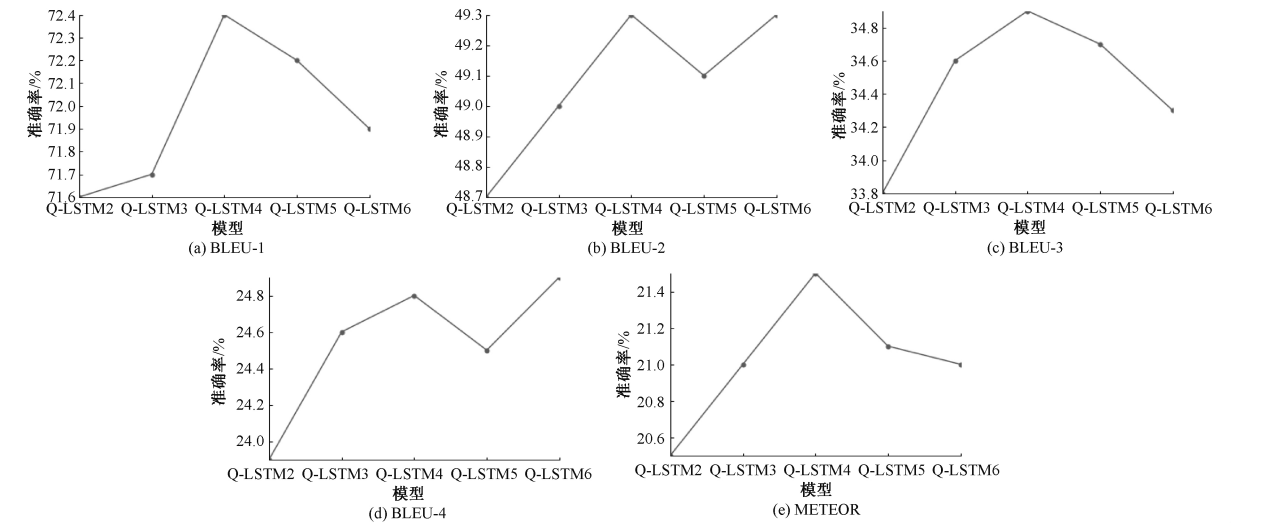 72.4
72.3
72.2
72.1
72.0
71.9
71.8
71.7
71.6
准确率/%
Q-LSTM2 Q-LSTM3 Q-LSTM4 Q-LSTM5 Q-LSTM6
模型
(a) BLEU-1
49.3
49.2
49.1
49.0
48.9
48.8
48.7
准确率/%
Q-LSTM2 Q-LSTM3 Q-LSTM4 Q-LSTM5 Q-LSTM6
模型
(b) BLEU-2
34.8
34.6
34.4
34.2
34.0
33.8
准确率/%
Q-LSTM2 Q-LSTM3 Q-LSTM4 Q-LSTM5 Q-LSTM6
模型
(c) BLEU-3
24.8
24.6
24.4
24.2
24.0
准确率/%
Q-LSTM2 Q-LSTM3 Q-LSTM4 Q-LSTM5 Q-LSTM6
模型
(d) BLEU-4
21.4
21.2
21.0
20.8
20.6
准确率/%
Q-LSTM2 Q-LSTM3 Q-LSTM4 Q-LSTM5 Q-LSTM6
模型
(e) METEOR